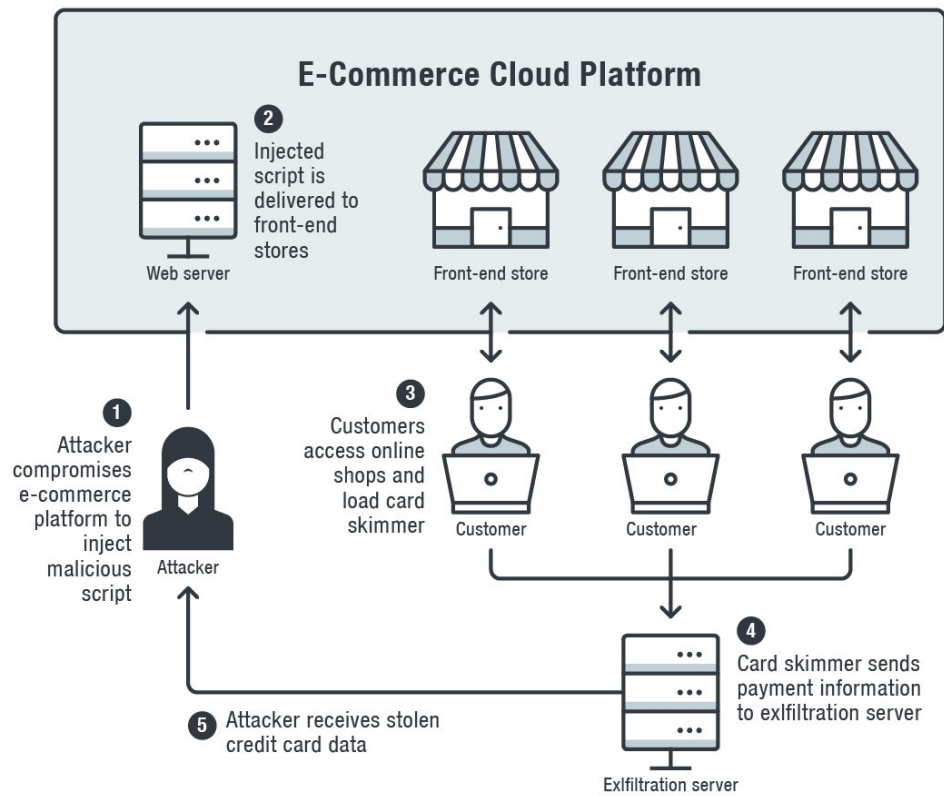 E-Commerce Cloud Platform
2
Injected
script is
delivered to
front-end
stores
Web server
Front-end store
Front-end store
Front-end store
1
Attacker
compromises
e-commerce
platform to
inject
malicious
script
Attacker
3
Customers
access online
shops and
load card
skimmer
Customer
Customer
Customer
4
Card skimmer sends
payment information
to exlfiltration server
5
Attacker receives stolen
credit card data
Exlfiltration server